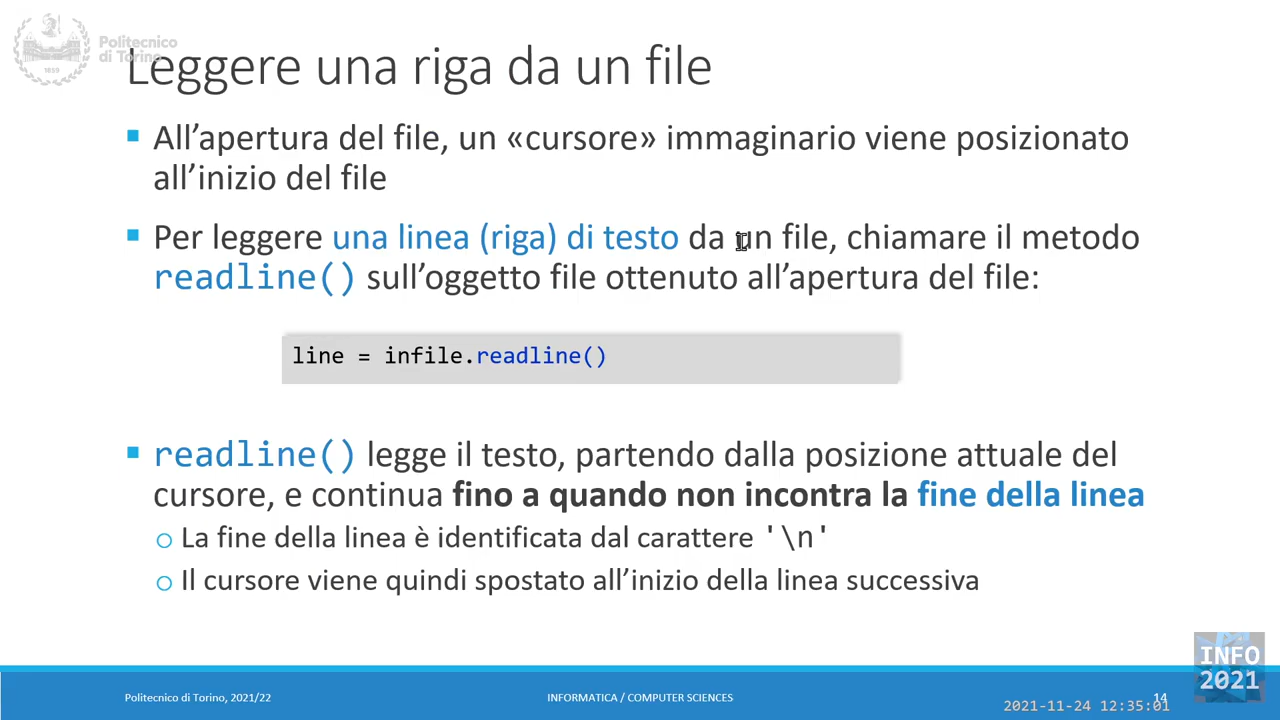 Politecnico
di Torino
1859
Leggere una riga da un file
All’apertura del file, un «cursore» immaginario viene posizionato
all’inizio del file
Per leggere una linea (riga) di testo da un file, chiamare il metodo
readline() sull’oggetto file ottenuto all’apertura del file:
line = infile.readline()
readline() legge il testo, partendo dalla posizione attuale del
cursore, e continua fino a quando non incontra la fine della linea
La fine della linea è identificata dal carattere '\n'
Il cursore viene quindi spostato all’inizio della linea successiva
INFO
2021
Politecnico di Torino, 2021/22
INFORMATICA / COMPUTER SCIENCES
14
2021-11-24 12:35:01